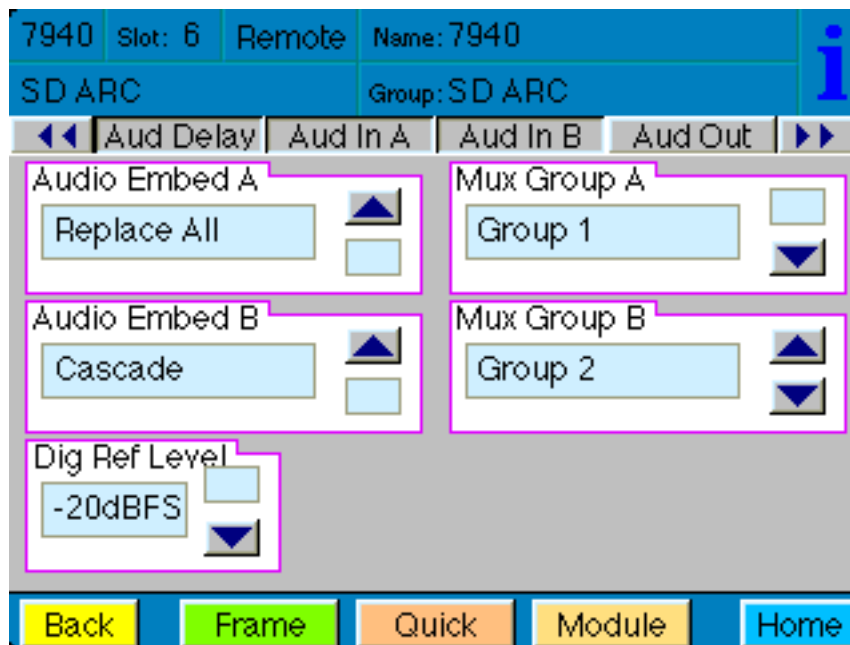 7940 Slot: 6 Remote Name: 7940
SD ARC Group: SD ARC
i
Aud Delay Aud In A Aud In B Aud Out
Audio Embed A
Replace All
Mux Group A
Group 1
Audio Embed B
Cascade
Mux Group B
Group 2
Dig Ref Level
-20dBFS
Back Frame Quick Module Home